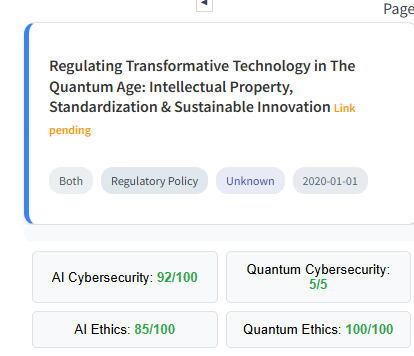 Page
Regulating Transformative Technology in The
Quantum Age: Intellectual Property,
Standardization & Sustainable Innovation Link
pending
Both Regulatory Policy Unknown 2020-01-01
AI Cybersecurity: 92/100
Quantum Cybersecurity:
5/5
AI Ethics: 85/100
Quantum Ethics: 100/100